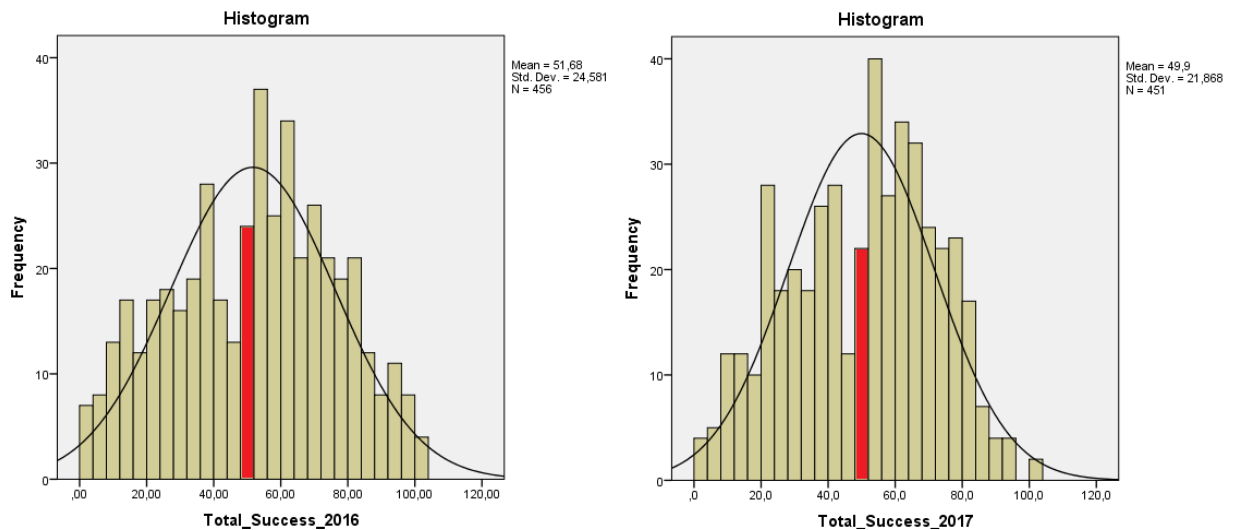 Histogram
Mean = 51,68
Std. Dev. = 24,581
N = 456
40
30
20
10
0
Frequency
,00
20,00
40,00
60,00
80,00
100,00
120,00
Total_Success_2016
Histogram
Mean = 49,9
Std. Dev. = 21,868
N = 451
40
30
20
10
0
Frequency
,0
20,0
40,0
60,0
80,0
100,0
120,0
Total_Success_2017